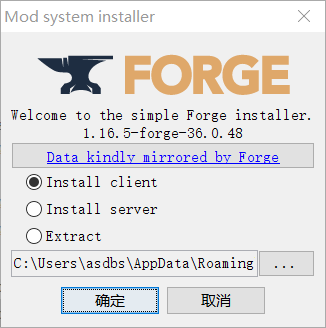 Mod system installer
FORGE
Welcome to the simple Forge installer.
1.16.5-forge-36.0.48
Data kindly mirrored by Forge
Install client
Install server
Extract
C:\Users\asdbs\AppData\Roaming
...
确定
取消